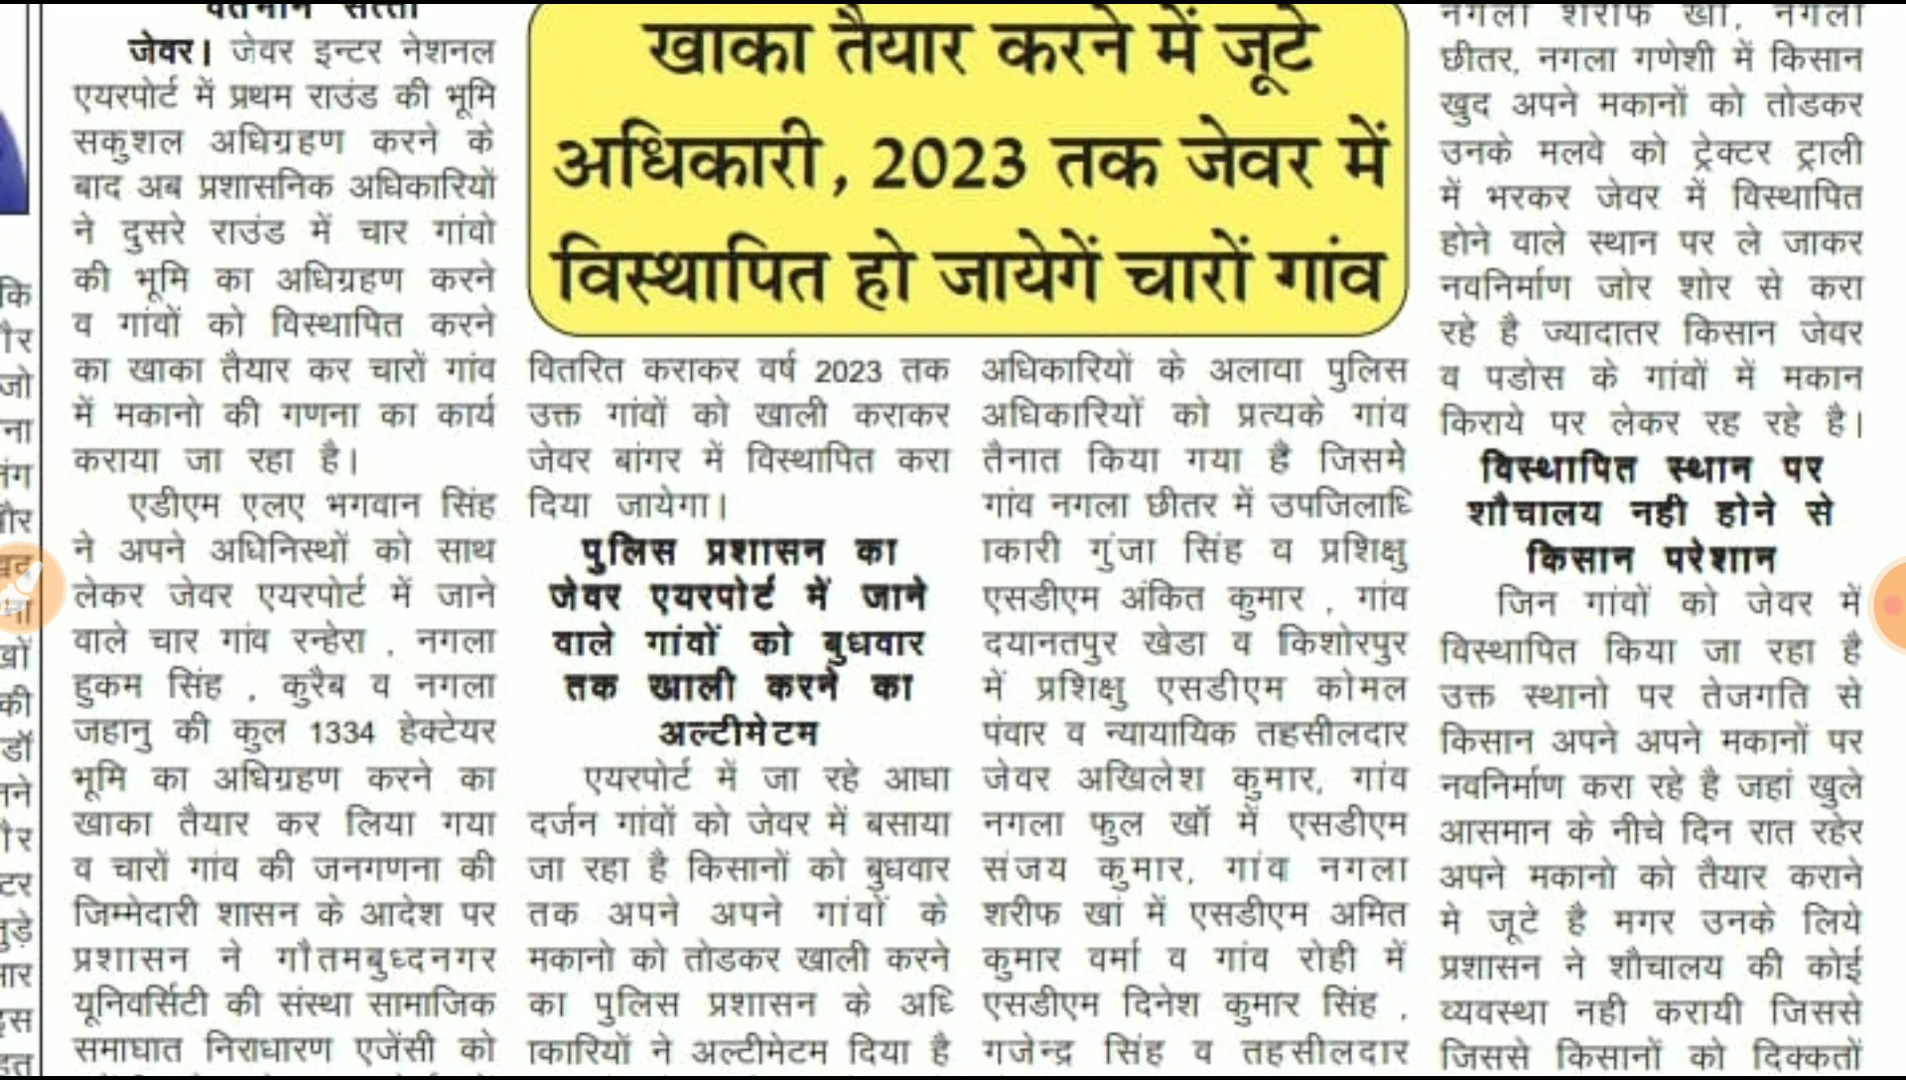 वर्तमान सत्ता
जेवर। जेवर इन्टर नेशनल
एयरपोर्ट में प्रथम राउंड की भूमि
सकुशल अधिग्रहण करने के
बाद अब प्रशासनिक अधिकारियों
ने दुसरे राउंड में चार गांवो
की भूमि का अधिग्रहण करने
व गांवों को विस्थापित करने
का खाका तैयार कर चारों गांव
में मकानो की गणना का कार्य
कराया जा रहा है।
एडीएम एलए भगवान सिंह
ने अपने अधिनिस्थों को साथ
लेकर जेवर एयरपोर्ट में जाने
वाले चार गांव रन्हेरा , नगला
हुकम सिंह , कुरैब व नगला
जहानु की कुल 1334 हेक्टेयर
भूमि का अधिग्रहण करने का
खाका तैयार कर लिया गया
व चारों गांव की जनगणना की
जिम्मेदारी शासन के आदेश पर
प्रशासन ने गौतमबुध्दनगर
यूनिवर्सिटी की संस्था सामाजिक
समाघात निराधारण एजेंसी को
खाका तैयार करने में जूटे
अधिकारी, 2023 तक जेवर में
विस्थापित हो जायेगें चारों गांव
वितरित कराकर वर्ष 2023 तक
उक्त गांवों को खाली कराकर
जेवर बांगर में विस्थापित करा
दिया जायेगा।
पुलिस प्रशासन का
जेवर एयरपोर्ट में जाने
वाले गांवों को बुधवार
तक खाली करने का
अल्टीमेटम
एयरपोर्ट में जा रहे आधा
दर्जन गांवों को जेवर में बसाया
जा रहा है किसानों को बुधवार
तक अपने अपने गांवों के
मकानो को तोडकर खाली करने
का पुलिस प्रशासन के अधि
कारियों ने अल्टीमेटम दिया है
अधिकारियों के अलावा पुलिस
अधिकारियों को प्रत्यके गांव
तैनात किया गया है जिसमे
गांव नगला छीतर में उपजिलाधि
कारी गुंजा सिंह व प्रशिक्षु
एसडीएम अंकित कुमार , गांव
दयानतपुर खेडा व किशोरपुर
में प्रशिक्षु एसडीएम कोमल
पंवार व न्यायायिक तहसीलदार
जेवर अखिलेश कुमार, गांव
नगला फुल खॉ में एसडीएम
संजय कुमार, गांव नगला
शरीफ खां में एसडीएम अमित
कुमार वर्मा व गांव रोही में
एसडीएम दिनेश कुमार सिंह ,
गजेन्द्र सिंह व तहसीलदार
नगला शरीफ खां, नगला
छीतर, नगला गणेशी में किसान
खुद अपने मकानों को तोडकर
उनके मलवे को ट्रेक्टर ट्राली
में भरकर जेवर में विस्थापित
होने वाले स्थान पर ले जाकर
नवनिर्माण जोर शोर से करा
रहे है ज्यादातर किसान जेवर
व पडोस के गांवों में मकान
किराये पर लेकर रह रहे है।
विस्थापित स्थान पर
शौचालय नही होने से
किसान परेशान
जिन गांवों को जेवर में
विस्थापित किया जा रहा है
उक्त स्थानो पर तेजगति से
किसान अपने अपने मकानों पर
नवनिर्माण करा रहे है जहां खुले
आसमान के नीचे दिन रात रहेर
अपने मकानो को तैयार कराने
मे जूटे है मगर उनके लिये
प्रशासन ने शौचालय की कोई
व्यवस्था नही करायी जिससे
जिससे किसानों को दिक्कतों